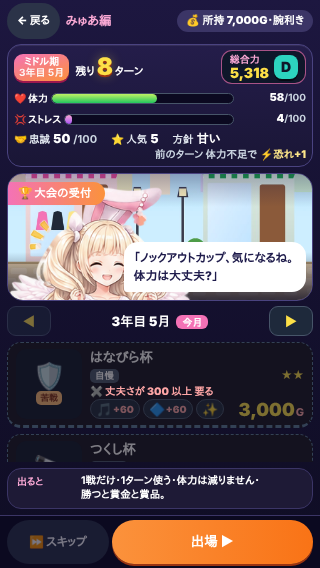 ← 戻る
みゅあ編
💰 所持 7,000G・腕利き
ミドル期
3年目 5月
残り8ターン
総合力
5,318 D
❤️ 体力 58/100
💢 ストレス 4/100
🤝 忠誠 50 /100 ⭐ 人気 5 方針 甘い
前のターン 体力不足で ⚡恐れ+1
🏆 大会の受付
「ノックアウトカップ、気になるね。
体力は大丈夫?」
◀ 3年目 5月 今月 ▶
はなびら杯
自慢
★★
✖ 丈夫さが 300 以上 要る
苦戦
🎵+60 🔷+60 ✨ 3,000G
つくし杯
出ると
1戦だけ・1ターン使う・体力は減りません・
勝つと賞金と賞品。
⏩ スキップ
出場 ▶